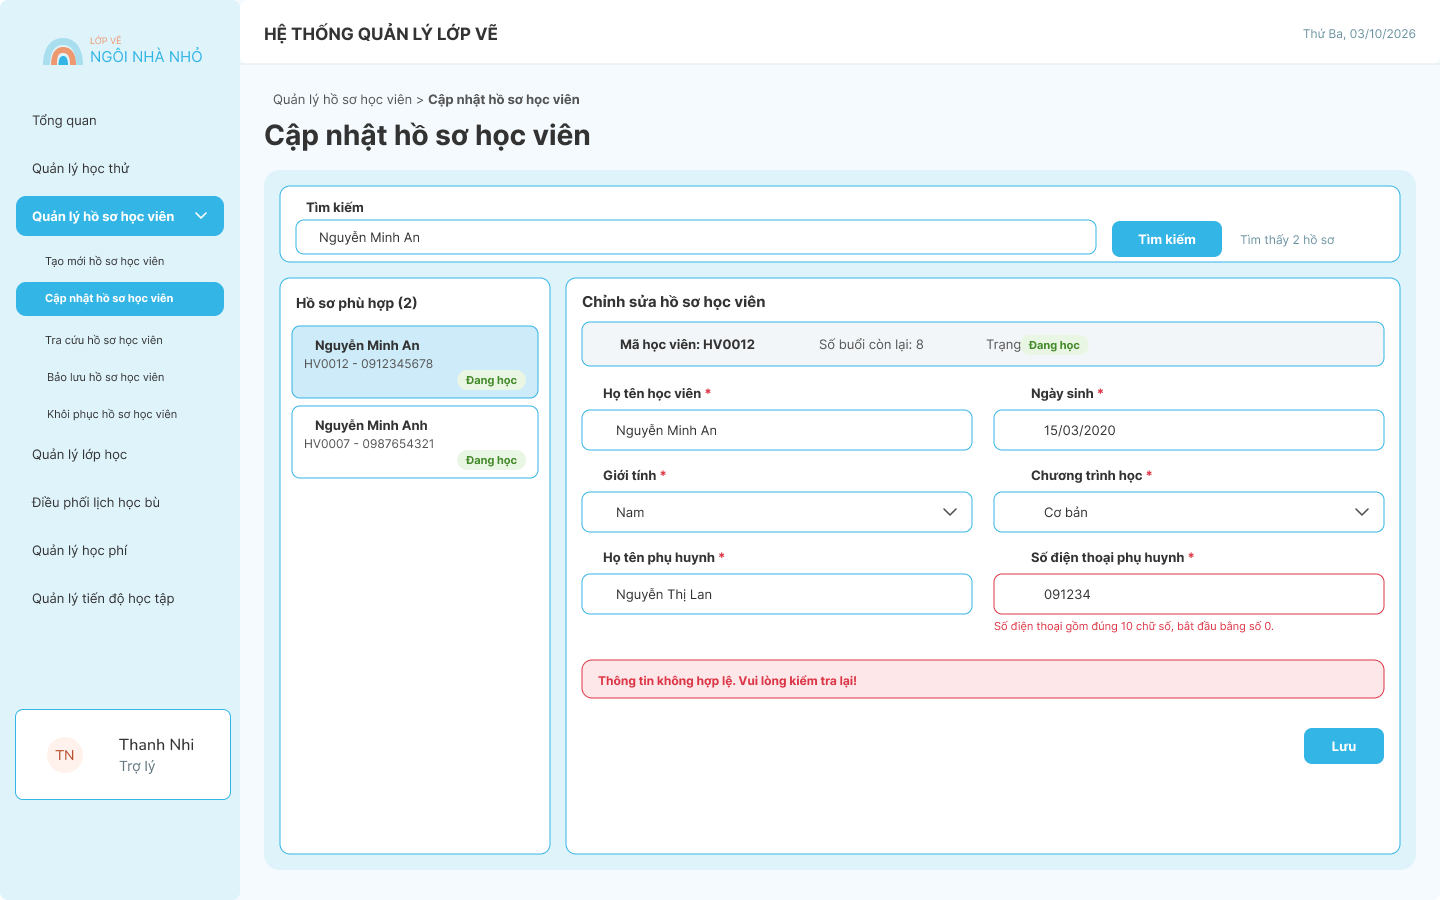 LỚP VẼ
NGÔI NHÀ NHỎ
Tổng quan
Quản lý học thử
Quản lý hồ sơ học viên
Tạo mới hồ sơ học viên
Cập nhật hồ sơ học viên
Tra cứu hồ sơ học viên
Bảo lưu hồ sơ học viên
Khôi phục hồ sơ học viên
Quản lý lớp học
Điều phối lịch học bù
Quản lý học phí
Quản lý tiến độ học tập
TN
Thanh Nhi
Trợ lý
HỆ THỐNG QUẢN LÝ LỚP VẼ
Thứ Ba, 03/10/2026
Quản lý hồ sơ học viên > Cập nhật hồ sơ học viên
Cập nhật hồ sơ học viên
Tìm kiếm
Nguyễn Minh An
Tìm kiếm
Tìm thấy 2 hồ sơ
Hồ sơ phù hợp (2)
Nguyễn Minh An
HV0012 - 0912345678
Đang học
Nguyễn Minh Anh
HV0007 - 0987654321
Đang học
Chỉnh sửa hồ sơ học viên
Mã học viên: HV0012
Số buổi còn lại: 8
Trạng
Đang học
Họ tên học viên *
Ngày sinh *
Nguyễn Minh An
15/03/2020
Giới tính *
Chương trình học *
Nam
Cơ bản
Họ tên phụ huynh *
Số điện thoại phụ huynh *
Nguyễn Thị Lan
091234
Số điện thoại gồm đúng 10 chữ số, bắt đầu bằng số 0.
Thông tin không hợp lệ. Vui lòng kiểm tra lại!
Lưu